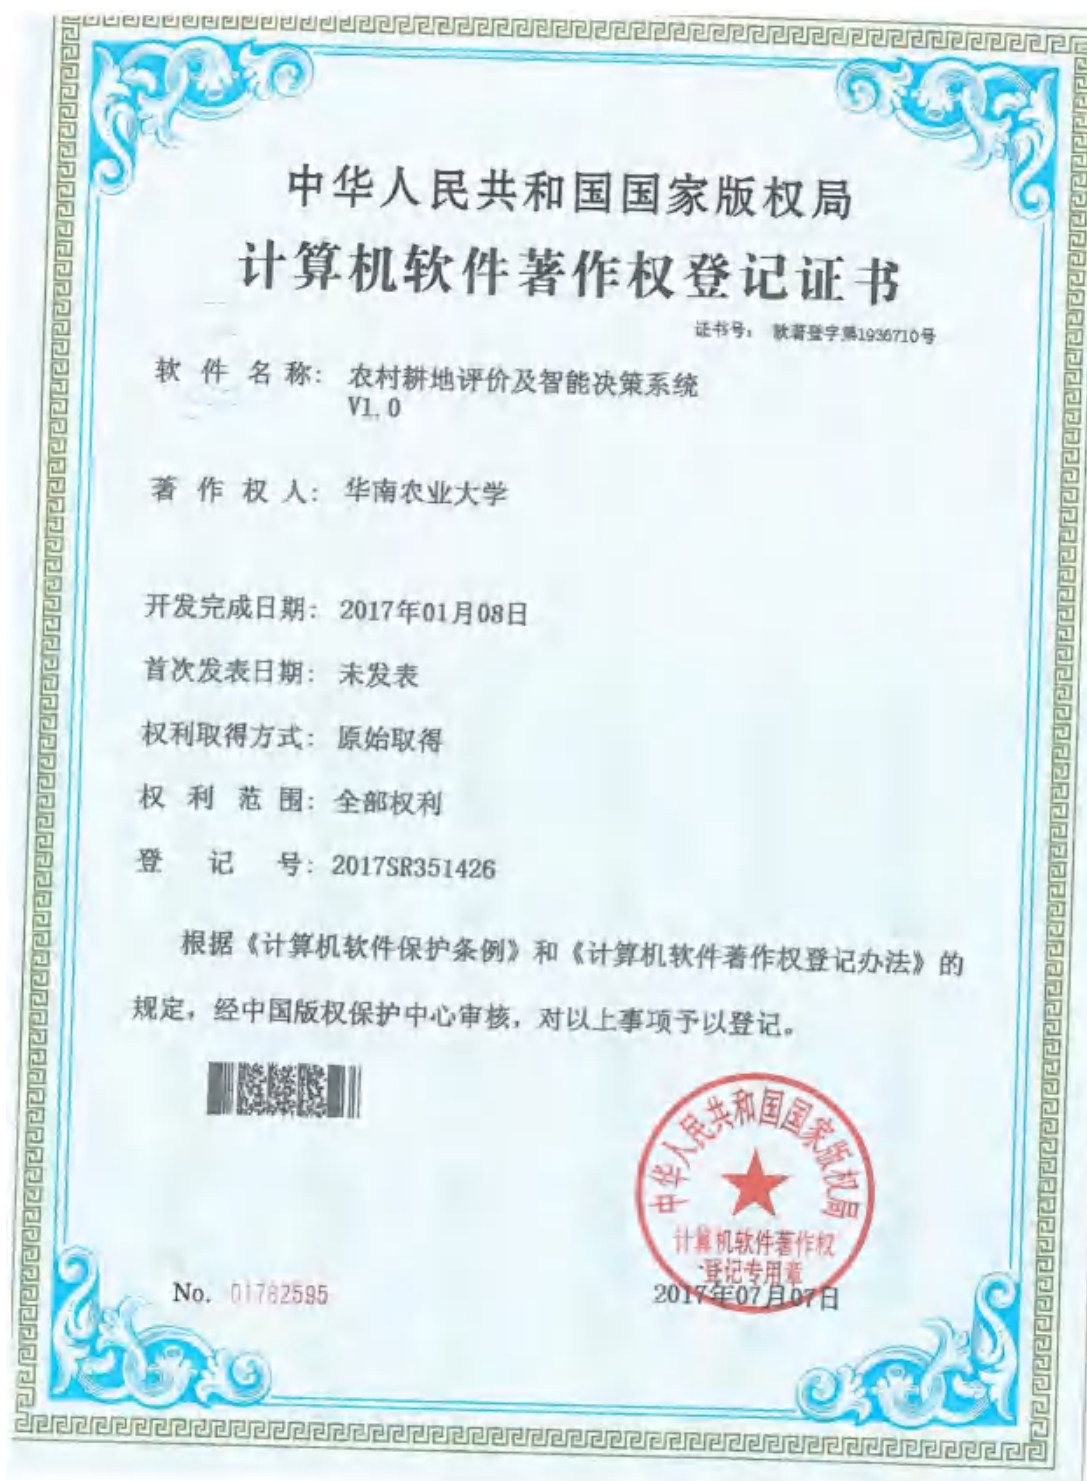 中华人民共和国国家版权局
计算机软件著作权登记证书
证书号： 软著登字第1936710号
软件名称： 农村耕地评价及智能决策系统
V1.0
著作权人： 华南农业大学
开发完成日期： 2017年01月08日
首次发表日期： 未发表
权利取得方式： 原始取得
权利范围： 全部权利
登记号： 2017SR351426
根据《计算机软件保护条例》和《计算机软件著作权登记办法》的
规定，经中国版权保护中心审核，对以上事项予以登记。
中华人民共和国国家版权局
计算机软件著作权
登记专用章
No. 01782595
2017年07月07日